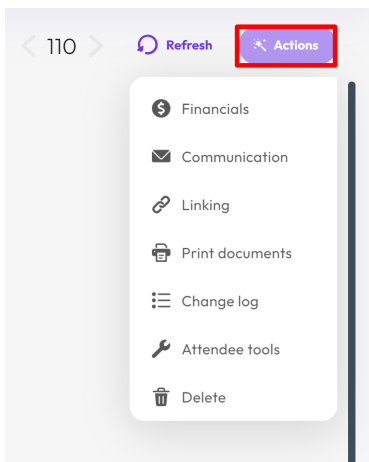 110 Refresh Actions
Financials
Communication
Linking
Print documents
Change log
Attendee tools
Delete